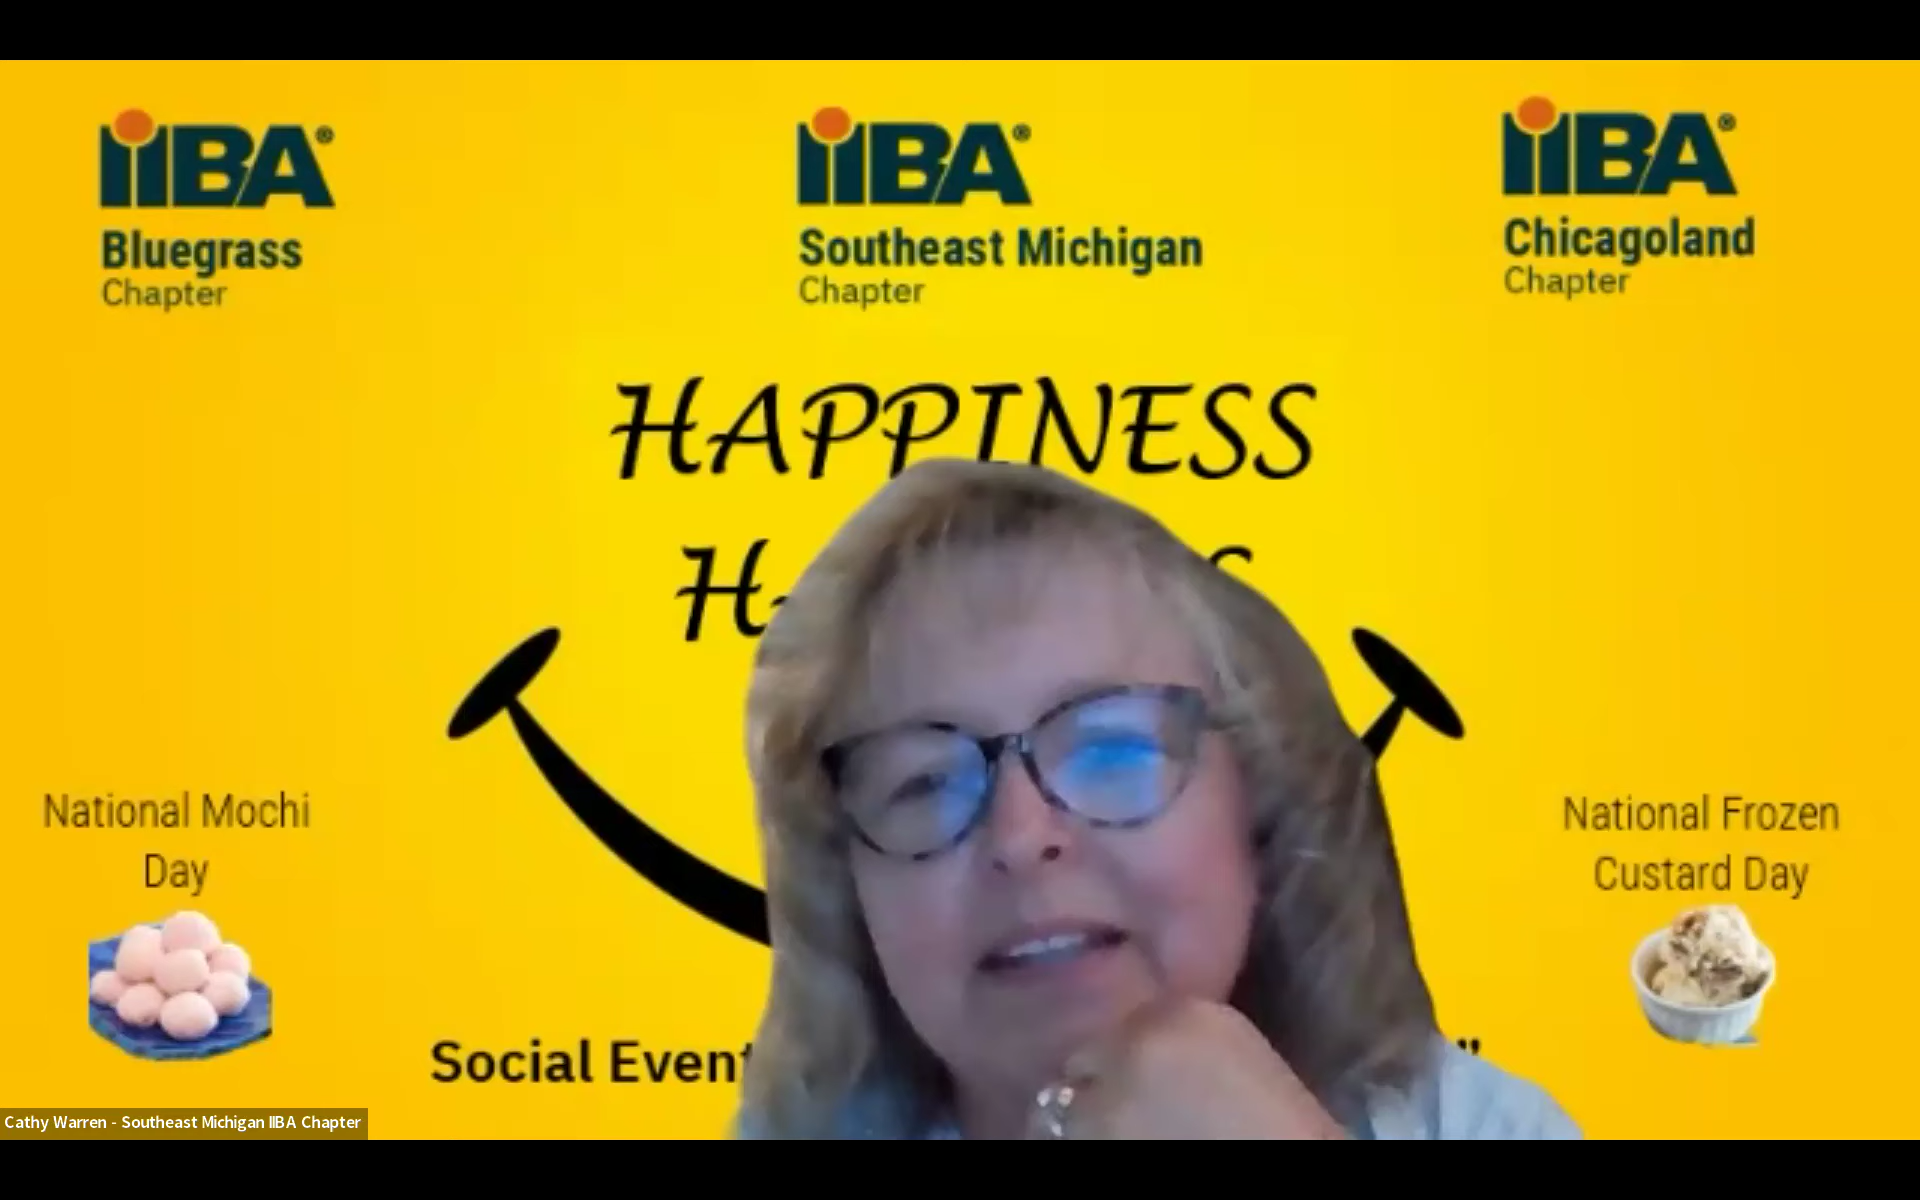 IIBA®
Bluegrass
Chapter
IIBA®
Southeast Michigan
Chapter
IIBA®
Chicagoland
Chapter
HAPPINESS
National Mochi
Day
National Frozen
Custard Day
Social Event
Cathy Warren - Southeast Michigan IIBA Chapter